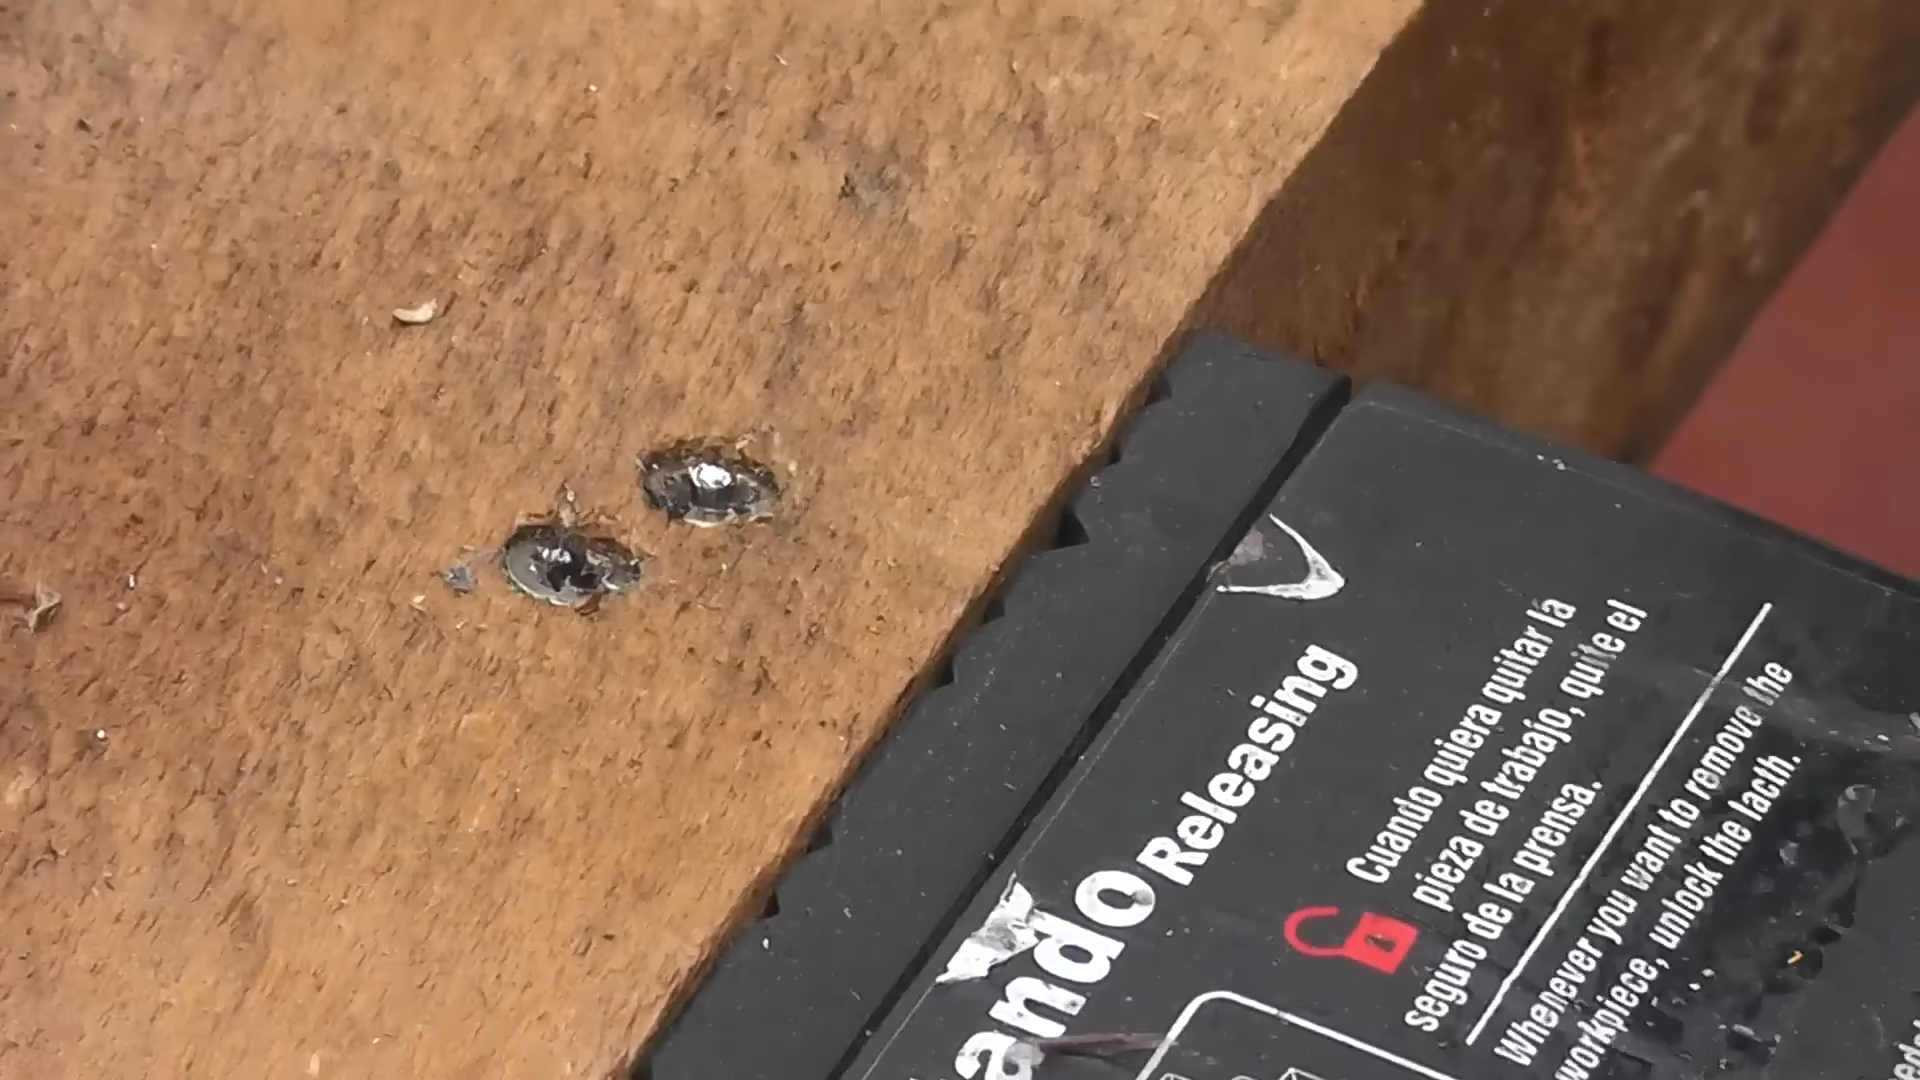 ando Releasing
Cuando quiera quitar la
pieza de trabajo, quite el
seguro de la prensa.
Whenever you want to remove the
workpiece, unlock the lacth.